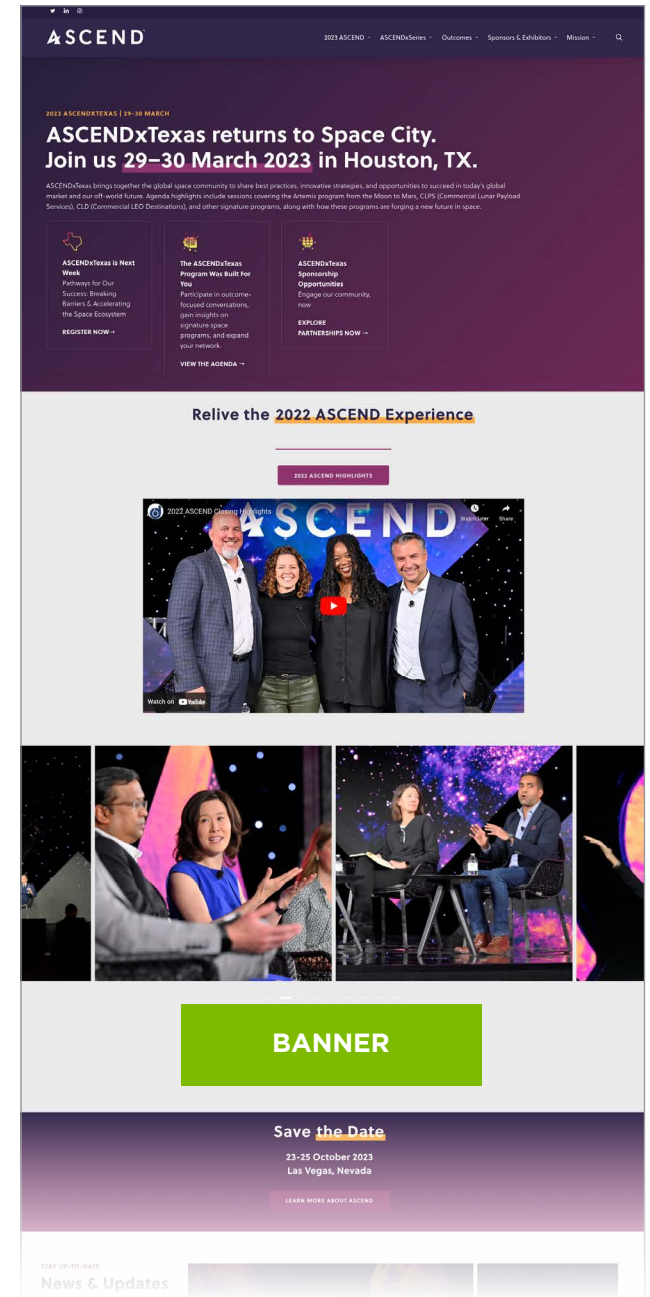 ASCEND
2023 ASCEND
ASCENDxSeries
Outcomes
Sponsors & Exhibitors
Mission
2023 ASCENDXTEXAS | 29-30 MARCH
ASCENDxTexas returns to Space City.
Join us 29–30 March 2023 in Houston, TX.
ASCENDxTexas brings together the global space community to share best practices, innovative strategies, and opportunities to succeed in today's global
market and our off-world future. Agenda highlights include sessions covering the Artemis program from the Moon to Mars, CLPS (Commercial Lunar Payload
Services), CLD (Commercial LEO Destinations), and other signature programs, along with how these programs are forging a new future in space.
ASCENDxTexas is Next
Week
Pathways for Our
Success: Breaking
Barriers & Accelerating
the Space Ecosystem
REGISTER NOW→
The ASCENDxTexas
Program Was Built For
You
Participate in outcome-
focused conversations,
gain insights on
signature space
programs, and expand
your network.
VIEW THE AGENDA →
ASCENDxTexas
Sponsorship
Opportunities
Engage our community,
now
EXPLORE
PARTNERSHIPS NOW →
Relive the 2022 ASCEND Experience
2022 ASCEND HIGHLIGHTS
2022 ASCEND Closing Highlights
Watch later
Share
ASCEND
Watch on YouTube
BANNER
Save the Date
23-25 October 2023
Las Vegas, Nevada
LEARN MORE ABOUT ASCEND
STAY UP-TO-DATE
News & Updates